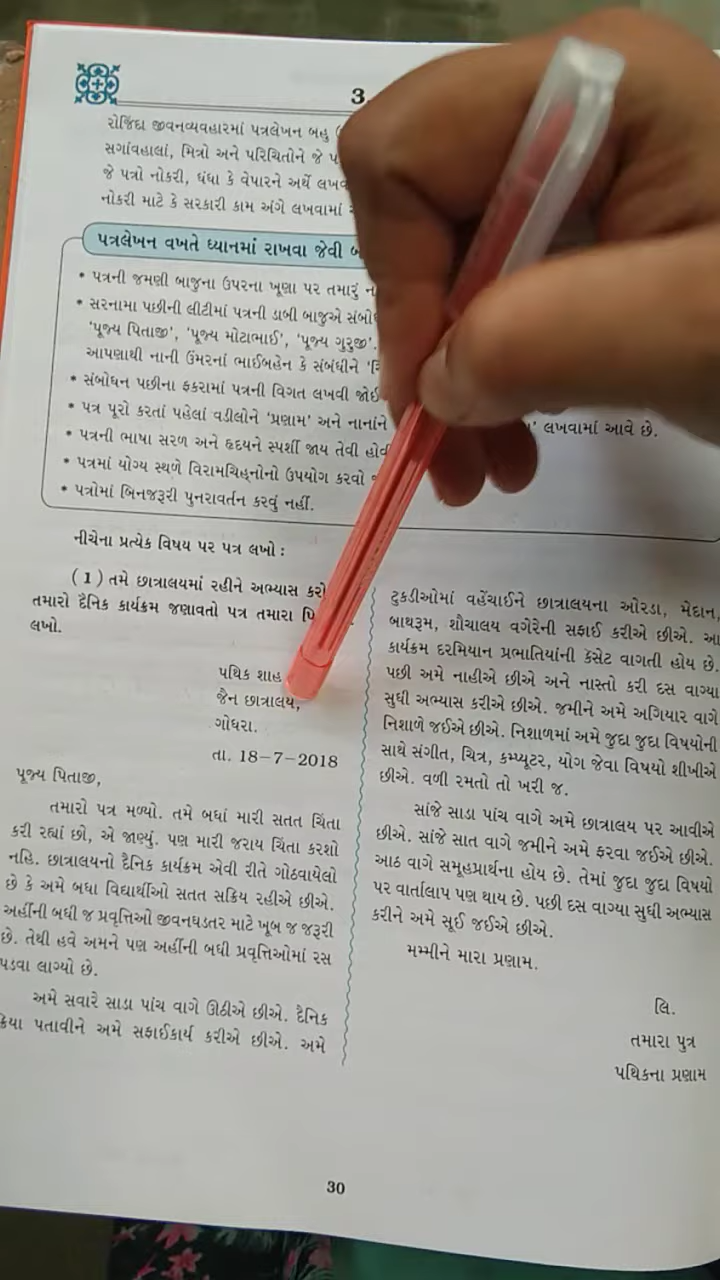 3.
રોજિંદા જીવનવ્યવહારમાં પત્રલેખન બહુ
સગાંવહાલાં, મિત્રો અને પરિચિતોને જે
જે પત્રો નોકરી, ધંધા કે વેપારને અર્થે
નોકરી માટે કે સરકારી કામ અંગે લખવામાં
પત્રલેખન વખતે ધ્યાનમાં રાખવા જેવી
• પત્રની જમણી બાજુના ઉપરના ખૂણા પર તમારું
• સરનામા પછીની લીટીમાં પત્રની ડાબી બાજુએ
'પૂજ્ય પિતાજી', 'પૂજ્ય મોટાભાઈ', 'પૂજ્ય ગુરુજી'.
આપણાથી નાની ઉંમરનાં ભાઈબહેન કે સંબંધીને
• સંબોધન પછીના ફકરામાં પત્રની વિગત લખવી
• પત્ર પૂરો કરતાં પહેલાં વડીલોને 'પ્રણામ' અને નાનાંને ' લખવામાં આવે છે.
• પત્રની ભાષા સરળ અને હૃદયને સ્પર્શી જાય તેવી
• પત્રમાં યોગ્ય સ્થળે વિરામચિહ્નોનો ઉપયોગ કરવો
• પત્રોમાં બિનજરૂરી પુનરાવર્તન કરવું નહીં.
નીચેના પ્રત્યેક વિષય પર પત્ર લખો :
(1) તમે છાત્રાલયમાં રહીને અભ્યાસ
તમારો દૈનિક કાર્યક્રમ જણાવતો પત્ર તમારા
લખો.
પથિક શાહ
જૈન છાત્રાલય,
ગોધરા.
તા. 18-7-2018
પૂજ્ય પિતાજી,
તમારો પત્ર મળ્યો. તમે બધાં મારી સતત ચિંતા
કરી રહ્યાં છો, એ જાણ્યું. પણ મારી જરાય ચિંતા કરશો
નહિ. છાત્રાલયનો દૈનિક કાર્યક્રમ એવી રીતે ગોઠવાયેલો
છે કે અમે બધા વિદ્યાર્થીઓ સતત સક્રિય રહીએ છીએ.
અહીંની બધી જ પ્રવૃત્તિઓ જીવનઘડતર માટે ખૂબ જ જરૂરી
છે. તેથી હવે અમને પણ અહીંની બધી પ્રવૃત્તિઓમાં રસ
પડવા લાગ્યો છે.
અમે સવારે સાડા પાંચ વાગે ઊઠીએ છીએ. દૈનિક
ક્રિયા પતાવીને અમે સફાઈકાર્ય કરીએ છીએ. અમે
ટુકડીઓમાં વહેંચાઈને છાત્રાલયના ઓરડા, મેદાન,
બાથરૂમ, શૌચાલય વગેરેની સફાઈ કરીએ છીએ. આ
કાર્યક્રમ દરમિયાન પ્રભાતિયાંની કૅસેટ વાગતી હોય છે.
પછી અમે નાહીએ છીએ અને નાસ્તો કરી દસ વાગ્યા
સુધી અભ્યાસ કરીએ છીએ. જમીને અમે અગિયાર વાગે
નિશાળે જઈએ છીએ. નિશાળમાં અમે જુદા જુદા વિષયોની
સાથે સંગીત, ચિત્ર, કમ્પ્યૂટર, યોગ જેવા વિષયો શીખીએ
છીએ. વળી રમતો તો ખરી જ.
સાંજે સાડા પાંચ વાગે અમે છાત્રાલય પર આવીએ
છીએ. સાંજે સાત વાગે જમીને અમે ફરવા જઈએ છીએ.
આઠ વાગે સમૂહપ્રાર્થના હોય છે. તેમાં જુદા જુદા વિષયો
પર વાર્તાલાપ પણ થાય છે. પછી દસ વાગ્યા સુધી અભ્યાસ
કરીને અમે સૂઈ જઈએ છીએ.
મમ્મીને મારા પ્રણામ.
લિ.
તમારા પુત્ર
પથિકના પ્રણામ
30